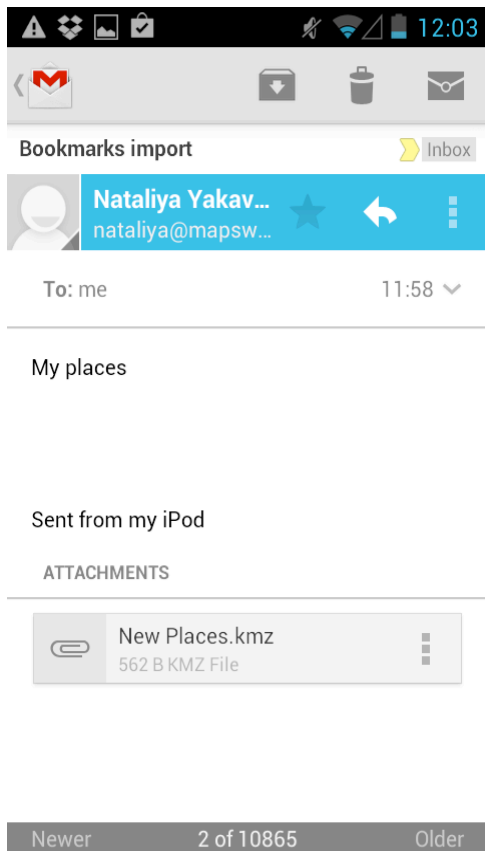 12:03
Bookmarks import
Inbox
Nataliya Yakav...
nataliya@mapsw...
To: me
11:58
My places
Sent from my iPod
ATTACHMENTS
New Places.kmz
562 B KMZ File
Newer
2 of 10865
Older